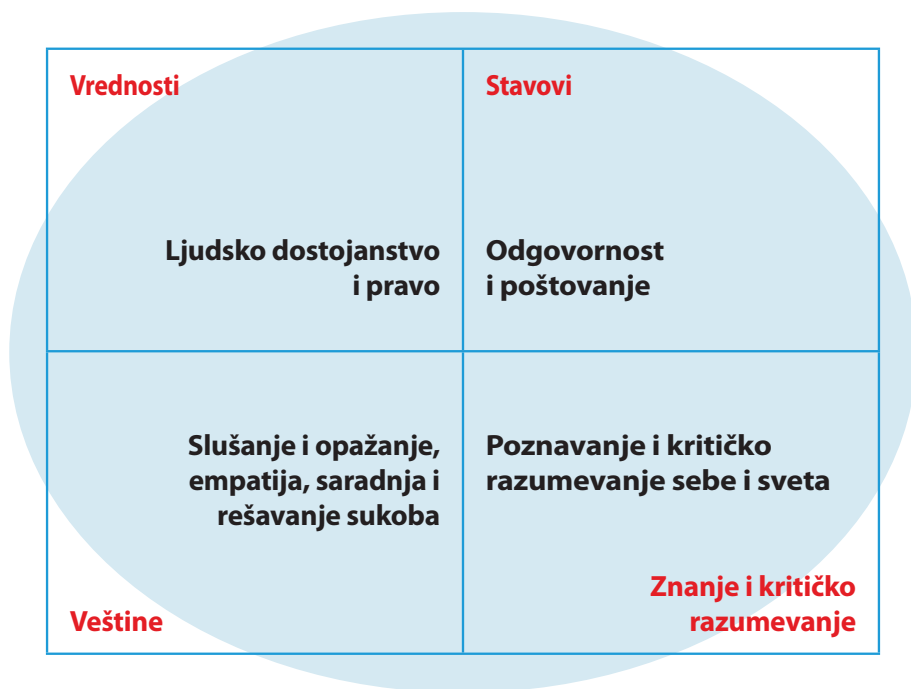 Vrednosti
Ljudsko dostojanstvo
i pravo
Stavovi
Odgovornost
i poštovanje
Slušanje i opažanje,
empatija, saradnja i
rešavanje sukoba
Veštine
Poznavanje i kritičko
razumevanje sebe i sveta
Znanje i kritičko
razumevanje